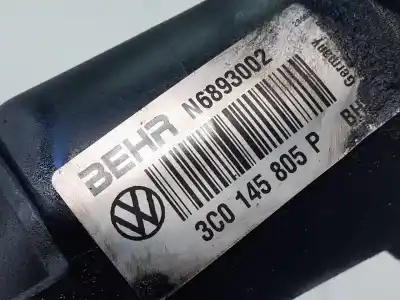 BEHR N6893002
3C0 145 805 P
Germany
BH